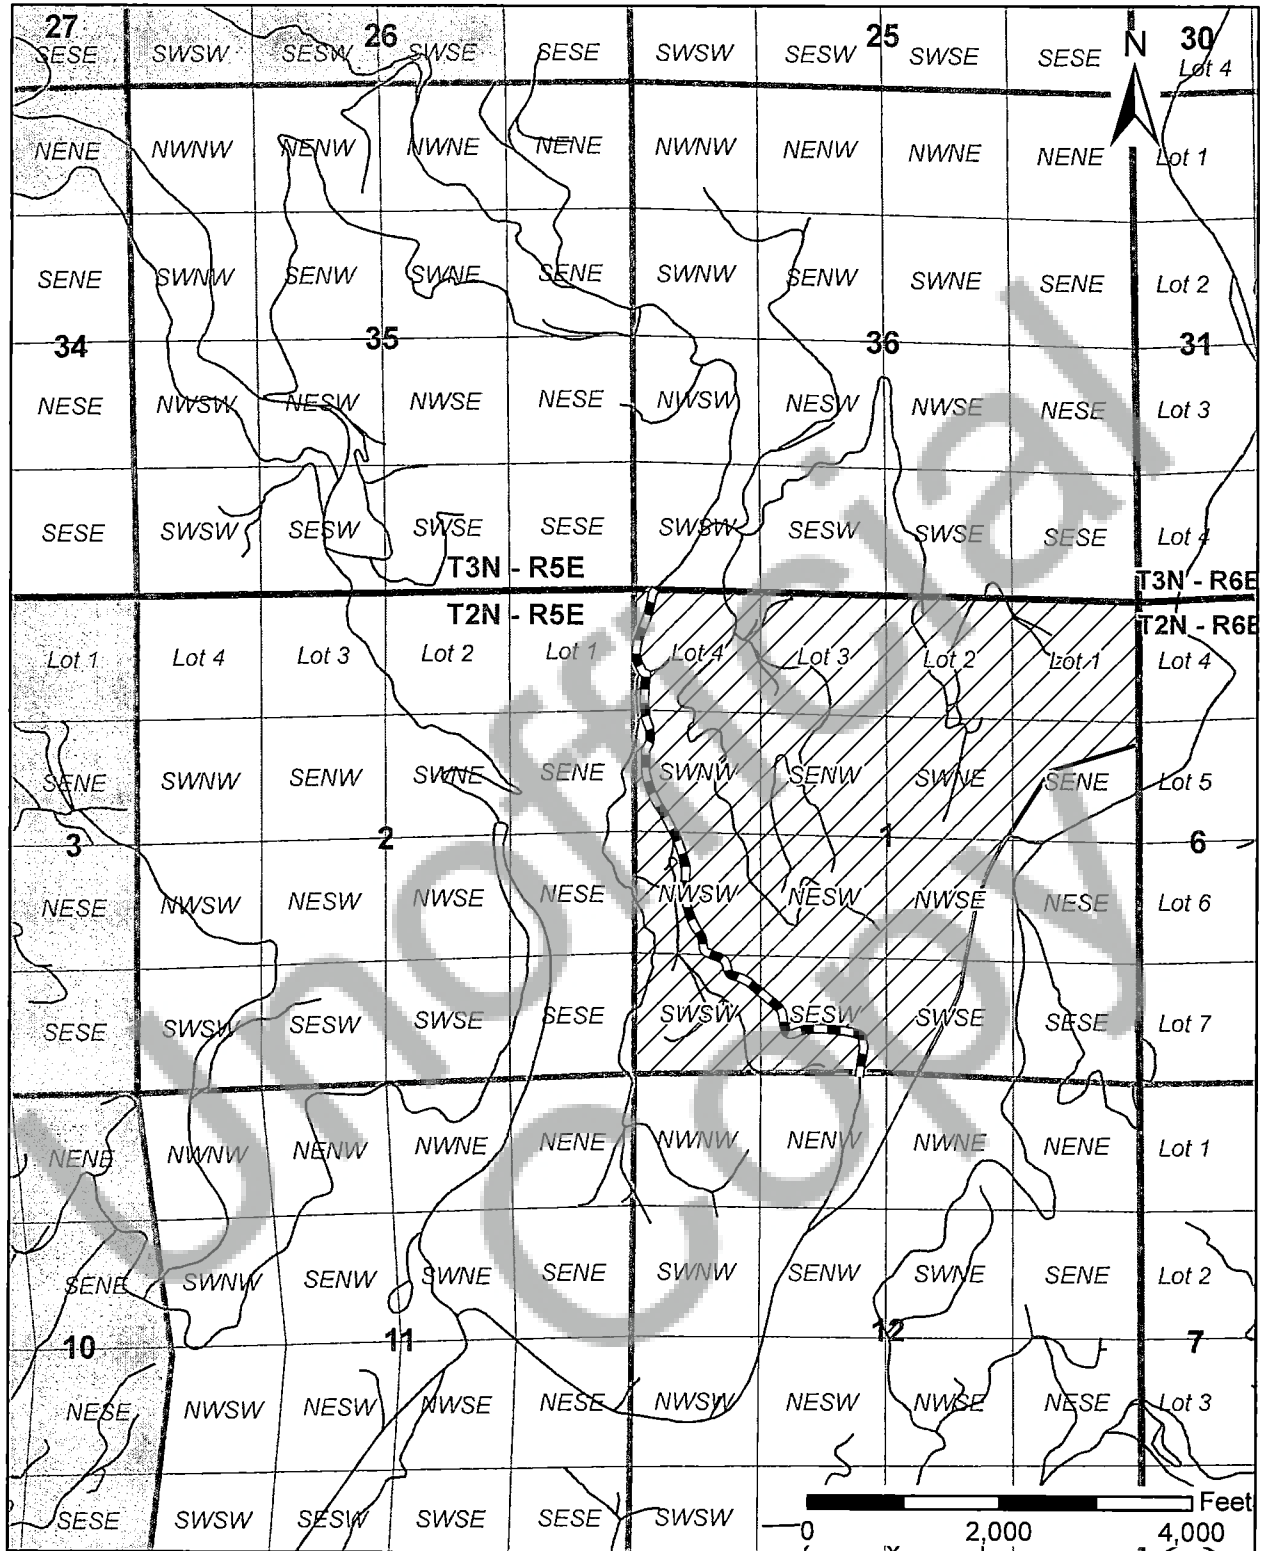 27 26 25 N 30
SESE SWSW SESW SWSE SESE SWSW SESW SWSE SESE Lot 4
NENE NWNW NENW NWNE NENE NWNW NENW NWNE NENE Lot 1
SENE SWNW SENW SWNE SENE SWNW SENW SWNE SENE Lot 2
34 35 36 31
NESE NWSW NESW NWSE NESE NWSW NESW NWSE NESE Lot 3
SESE SWSW SESW SWSE SESE SWSW SESW SWSE SESE Lot 4
T3N - R5E T3N - R6E
T2N - R5E T2N - R6E
Lot 1 Lot 4 Lot 3 Lot 2 Lot 1 Lot 4 Lot 3 Lot 2 Lot 1 Lot 4
SENE SWNW SENW SWNE SENE SWNW SENW SWNE SENE Lot 5
3 2 1 6
NESE NWSW NESW NWSE NESE NWSW NESW NWSE NESE Lot 6
SESE SWSW SESW SWSE SESE SWSW SESW SWSE SESE Lot 7
NENE NWNW NENW NWNE NENE NWNW NENW NWNE NENE Lot 1
SENE SWNW SENW SWNE SENE SWNW SENW SWNE SENE Lot 2
10 11 12 7
NESE NWSW NESW NWSE NESE NWSW NESW NWSE NESE Lot 3
SESE SWSW SESW SWSE SESE SWSW
Feet
0 2,000 4,000
Unofficial
Copy